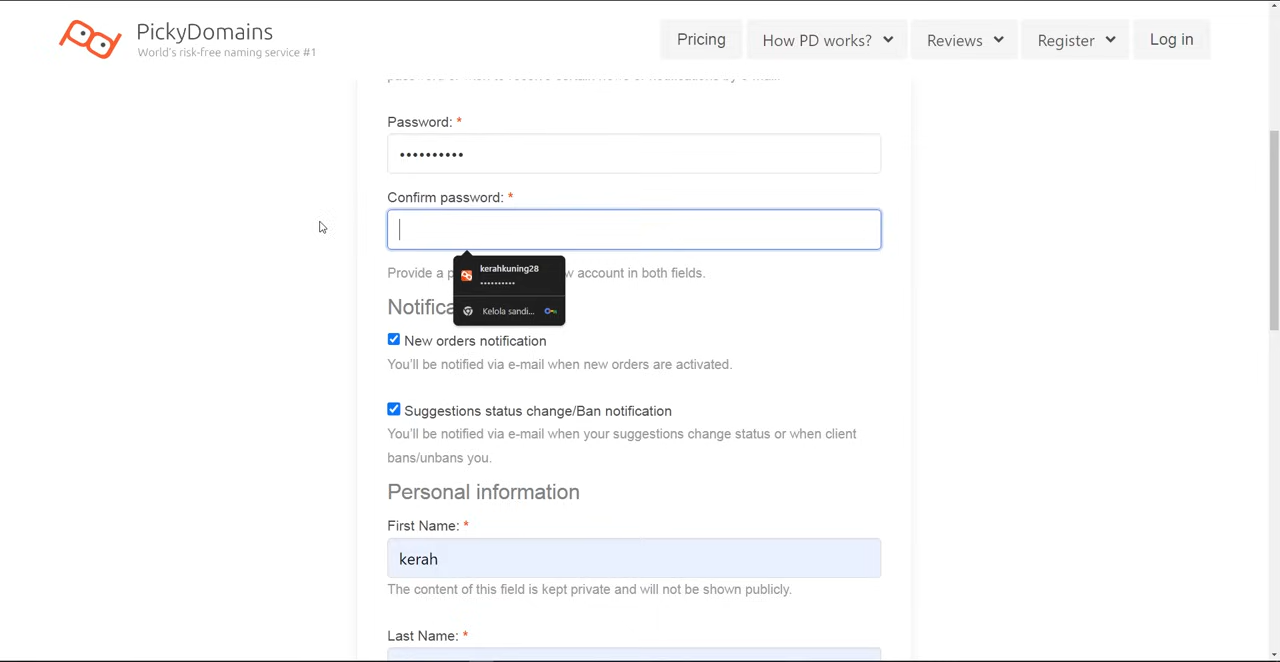 PickyDomains
World's risk-free naming service #1
Pricing
How PD works?
Reviews
Register
Log in
Password: *
••••••••••
Confirm password: *
kerahkuning28
••••••••••
Kelola sandi...
Provide a p w account in both fields.
Notifica
New orders notification
You'll be notified via e-mail when new orders are activated.
Suggestions status change/Ban notification
You'll be notified via e-mail when your suggestions change status or when client
bans/unbans you.
Personal information
First Name: *
kerah
The content of this field is kept private and will not be shown publicly.
Last Name: *